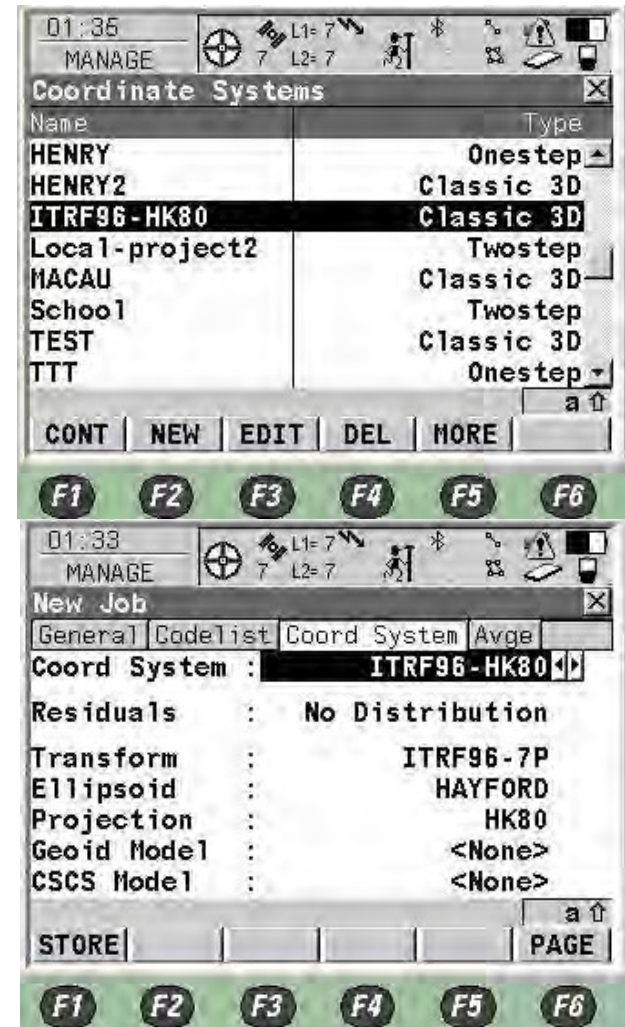 01:35
MANAGE
7
L1= 7
L2= 7
Coordinate Systems
Name Type
HENRY Onestep
HENRY2 Classic 3D
ITRF96-HK80 Classic 3D
Local-project2 Twostep
MACAU Classic 3D
School Twostep
TEST Classic 3D
TTT Onestep
a
CONT NEW EDIT DEL MORE
F1 F2 F3 F4 F5 F6
01:33
MANAGE
7
L1= 7
L2= 7
New Job
General Codelist Coord System Avge
Coord System : ITRF96-HK80
Residuals : No Distribution
Transform : ITRF96-7P
Ellipsoid : HAYFORD
Projection : HK80
Geoid Model : <None>
CSCS Model : <None>
a
STORE PAGE
F1 F2 F3 F4 F5 F6